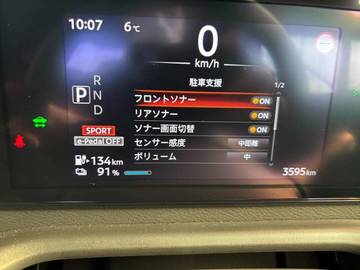 10:07 6℃ 0
km/h
駐車支援
1/2
R
N
D
P
フロントソナー ON
リアソナー ON
ソナー画面切替 ON
センサー感度 中距離
ボリューム 中
SPORT
e-Pedal OFF
134km
91%
3595km